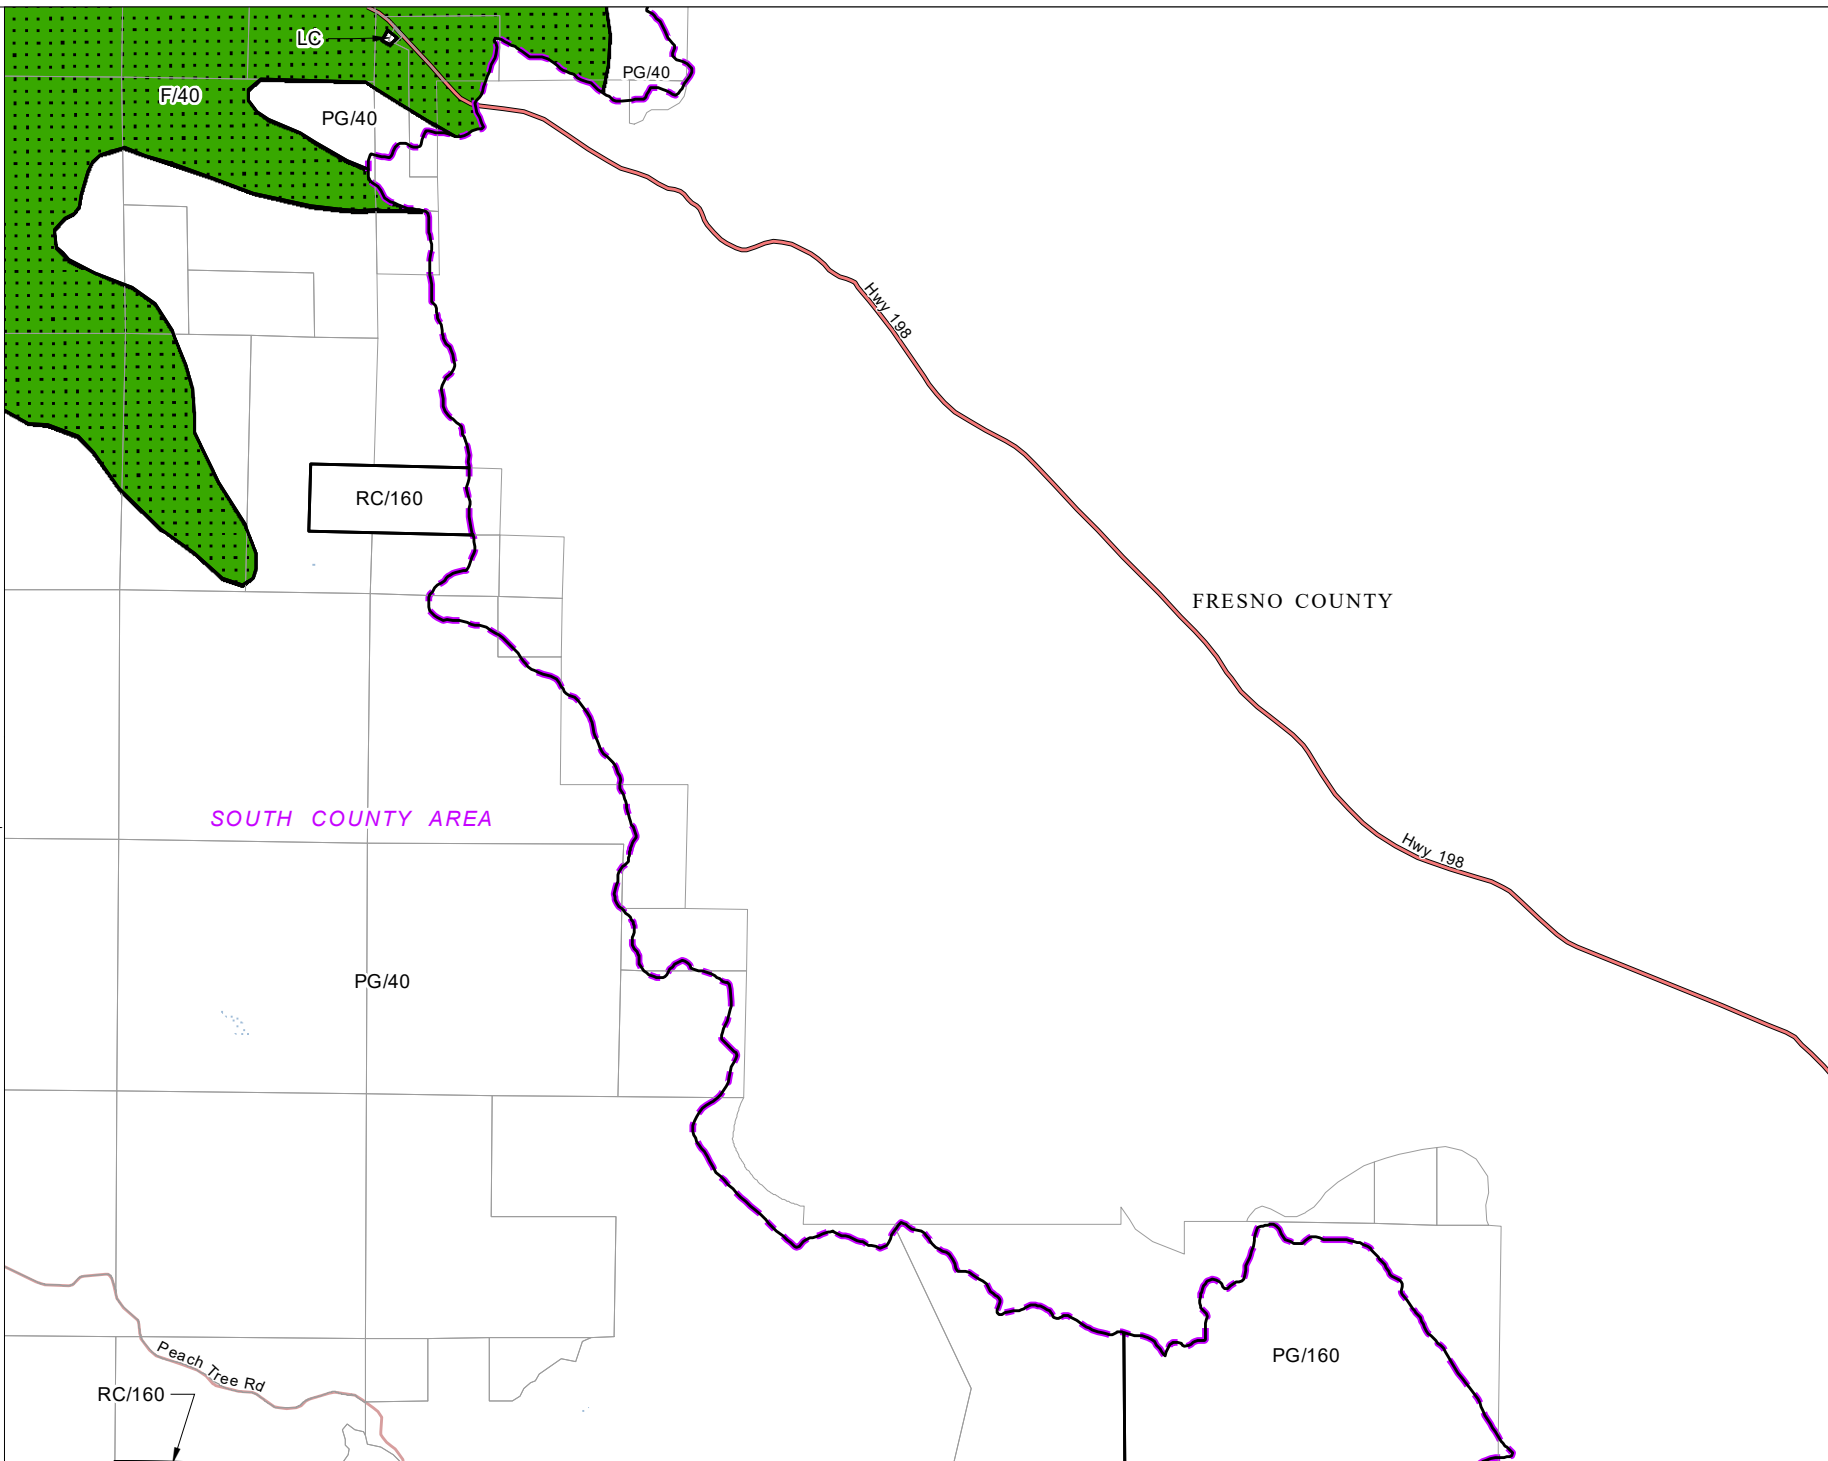 LC
PG/40
F/40
PG/40
Hwy 198
RC/160
FRESNO COUNTY
SOUTH COUNTY AREA
Hwy 198
PG/40
Peach Tree Rd
PG/160
RC/160